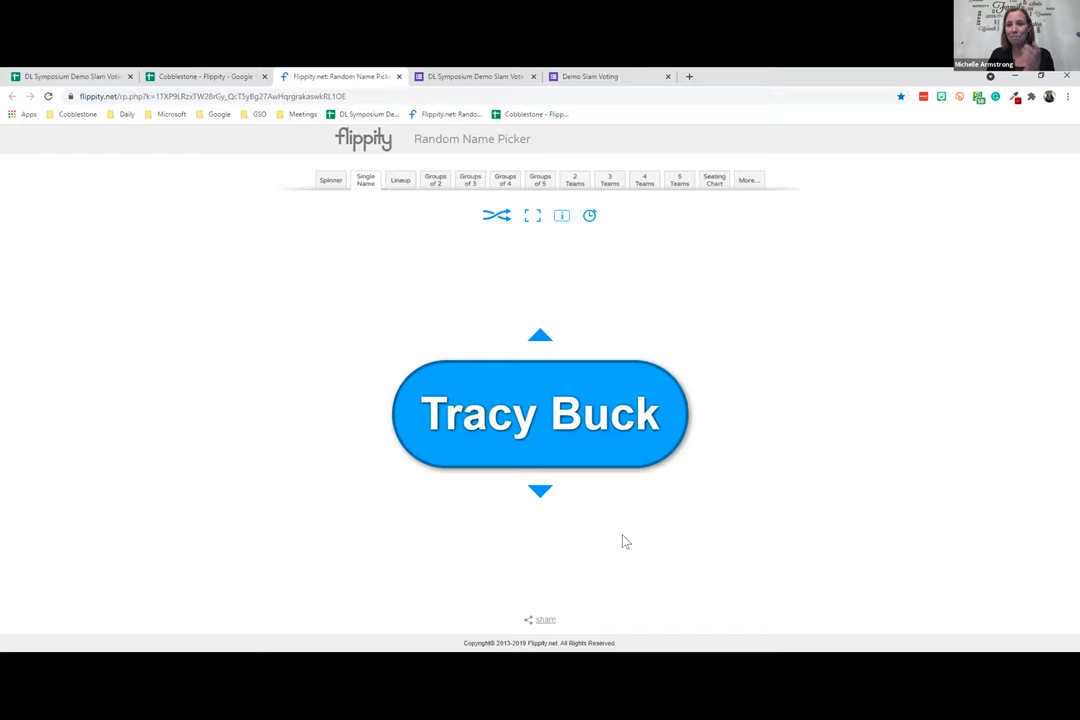 Michelle Armstrong
DL Symposium Demo Slam Voti
Cobblestone - Flippity - Google
Flippity.net: Random Name Picke
DL Symposium Demo Slam Vote
Demo Slam Voting
flippity.net/rp.php?k=1TXP9LRzxTW28rGy_QcT5yBg27AwHqrgrakaswkRL1OE
Apps
Cobblestone
Daily
Microsoft
Google
GSO
Meetings
DL Symposium De...
Flippity.net: Rando...
Cobblestone - Flipp...
flippity
Random Name Picker
Spinner
Single
Name
Lineup
Groups
of 2
Groups
of 3
Groups
of 4
Groups
of 5
2
Teams
3
Teams
4
Teams
5
Teams
Seating
Chart
More...
Tracy Buck
share
Copyright© 2013-2019 Flippity.net. All Rights Reserved.